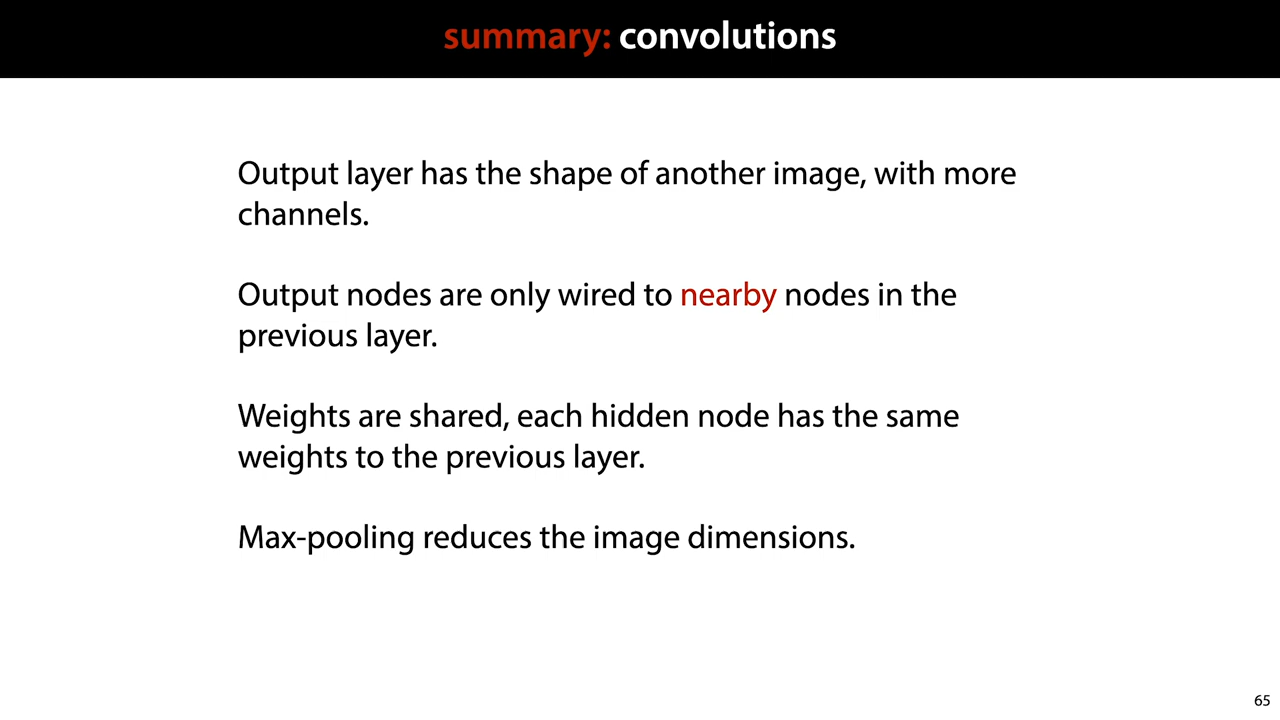 summary: convolutions
Output layer has the shape of another image, with more
channels.
Output nodes are only wired to nearby nodes in the
previous layer.
Weights are shared, each hidden node has the same
weights to the previous layer.
Max-pooling reduces the image dimensions.
65